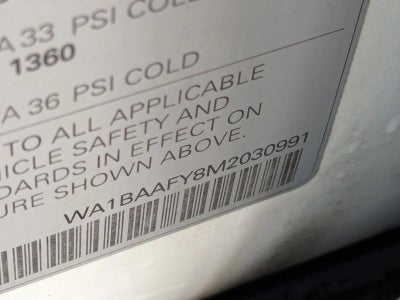 A 33 PSI COLD
1360
A 36 PSI COLD
TO ALL APPLICABLE
HICLE SAFETY AND
DARDS IN EFFECT ON
URE SHOWN ABOVE.
WA1BAAFY8M2030991